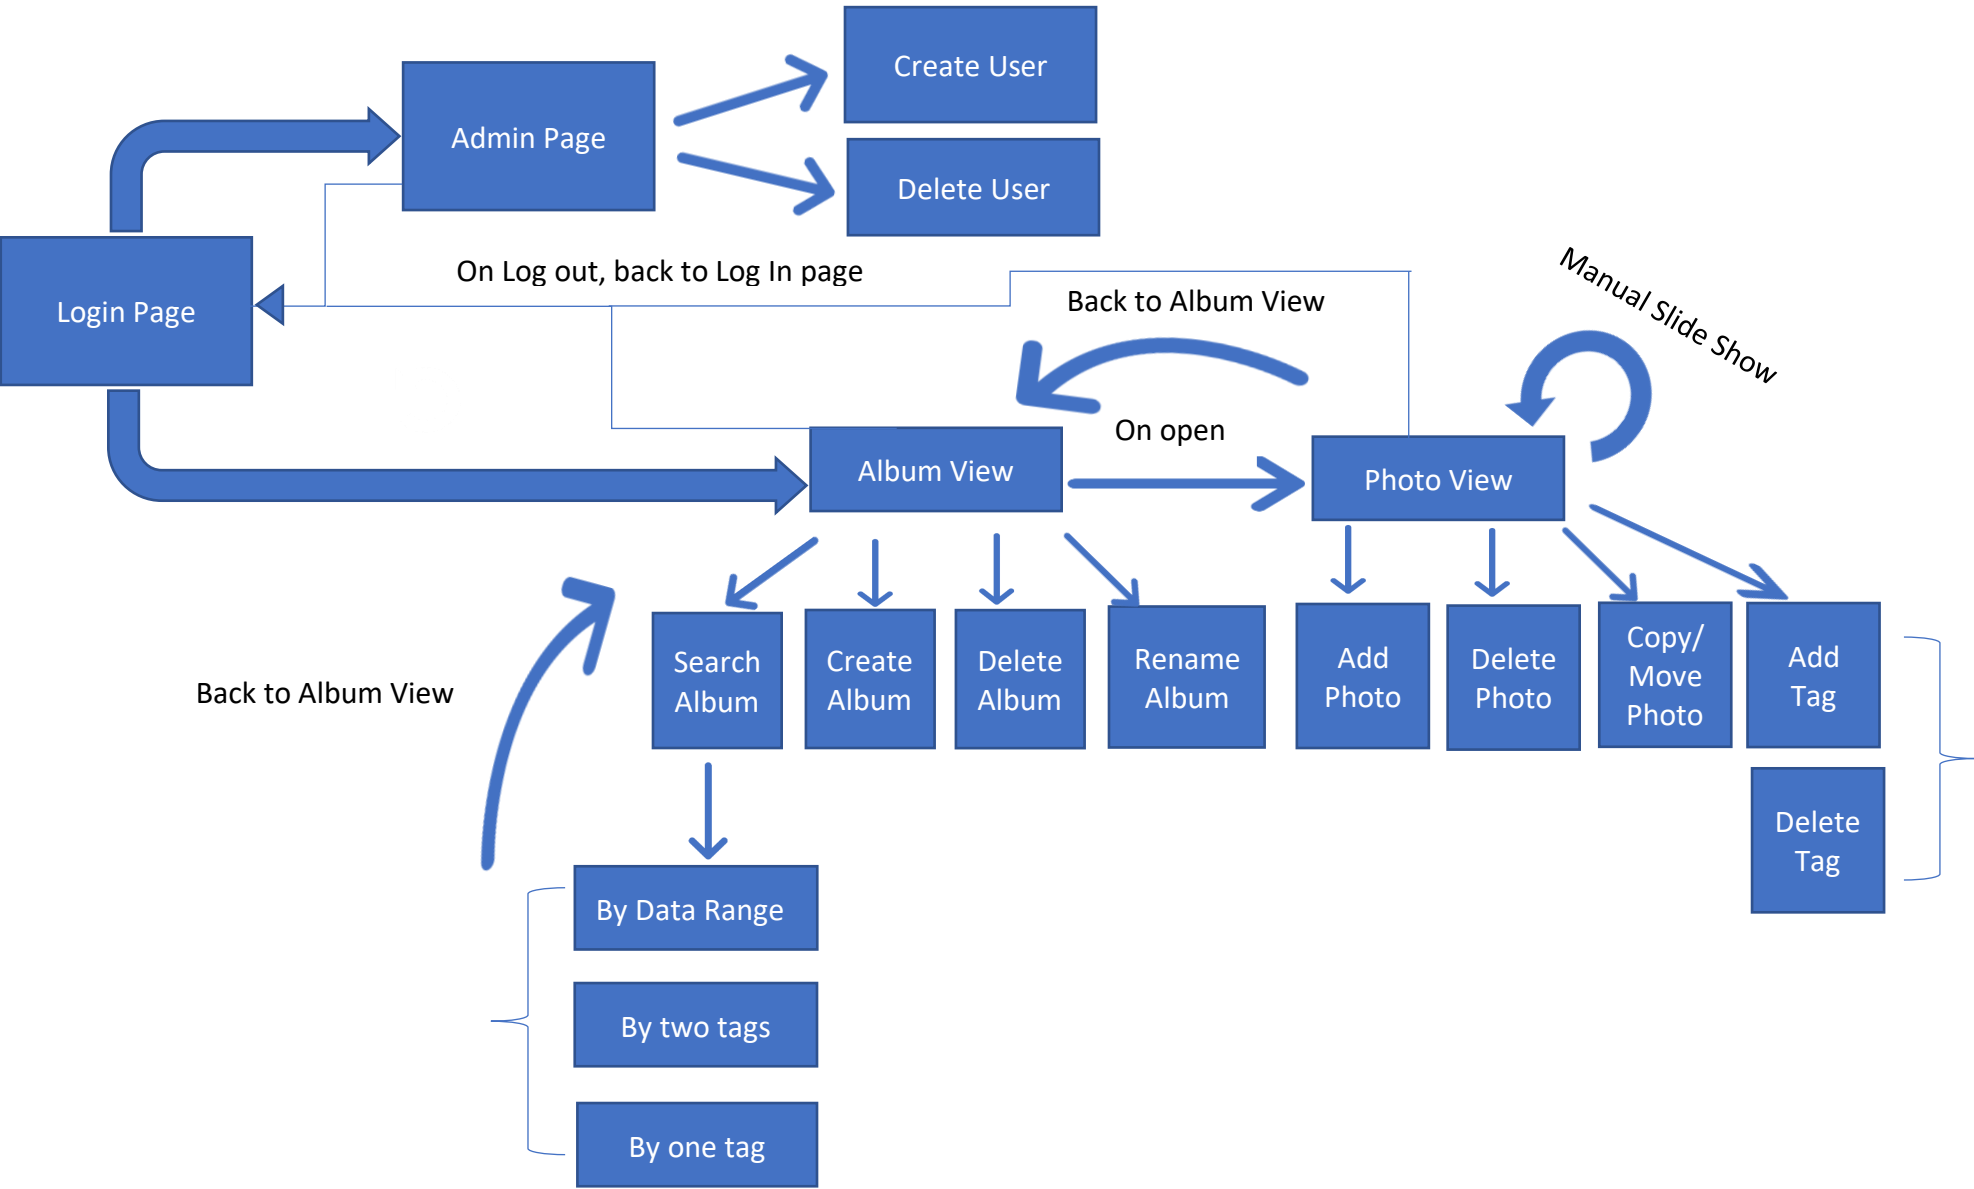 Create User
Admin Page
Delete User
On Log out, back to Log In page
Login Page
Back to Album View
Manual Slide Show
On open
Album View
Photo View
Search
Album
Create
Album
Delete
Album
Rename
Album
Add
Photo
Delete
Photo
Copy/
Move
Photo
Add
Tag
Back to Album View
Delete
Tag
By Data Range
By two tags
By one tag